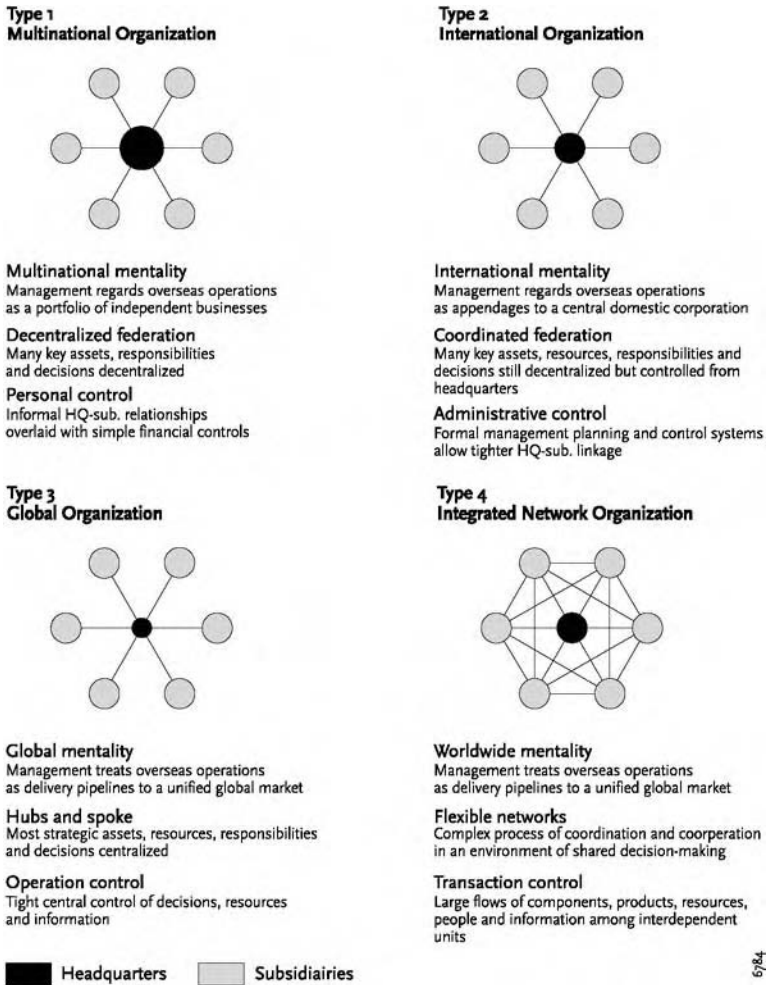 Type 1
Multinational Organization
Multinational mentality
Management regards overseas operations
as a portfolio of independent businesses
Decentralized federation
Many key assets, responsibilities
and decisions decentralized
Personal control
Informal HQ-sub. relationships
overlaid with simple financial controls
Type 2
International Organization
International mentality
Management regards overseas operations
as appendages to a central domestic corporation
Coordinated federation
Many key assets, resources, responsibilities and
decisions still decentralized but controlled from
headquarters
Administrative control
Formal management planning and control systems
allow tighter HQ-sub. linkage
Type 3
Global Organization
Global mentality
Management treats overseas operations
as delivery pipelines to a unified global market
Hubs and spoke
Most strategic assets, resources, responsibilities
and decisions centralized
Operation control
Tight central control of decisions, resources
and information
Type 4
Integrated Network Organization
Worldwide mentality
Management treats overseas operations
as delivery pipelines to a unified global market
Flexible networks
Complex process of coordination and coorperation
in an environment of shared decision-making
Transaction control
Large flows of components, products, resources,
people and information among interdependent
units
Headquarters
Subsidiairies
6784